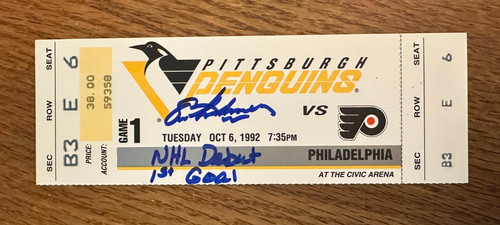 SEAT
6
ROW
E
SEC
B3
PRICE:
38.00
ACCOUNT:
59358
PITTSBURGH
PENGUINS
GAME
1
VS
TUESDAY OCT 6, 1992 7:35PM
PHILADELPHIA
AT THE CIVIC ARENA
NHL Debut
1st Goal
SEAT
6
ROW
E
SEC
B3